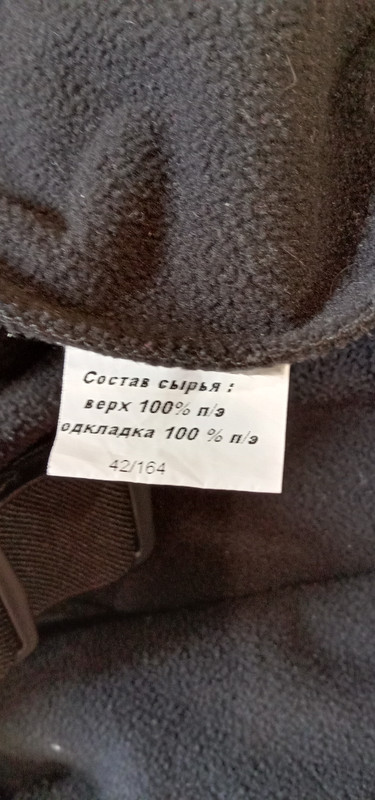 Состав сырья :
верх 100% п/э
одкладка 100 % п/э
42/164